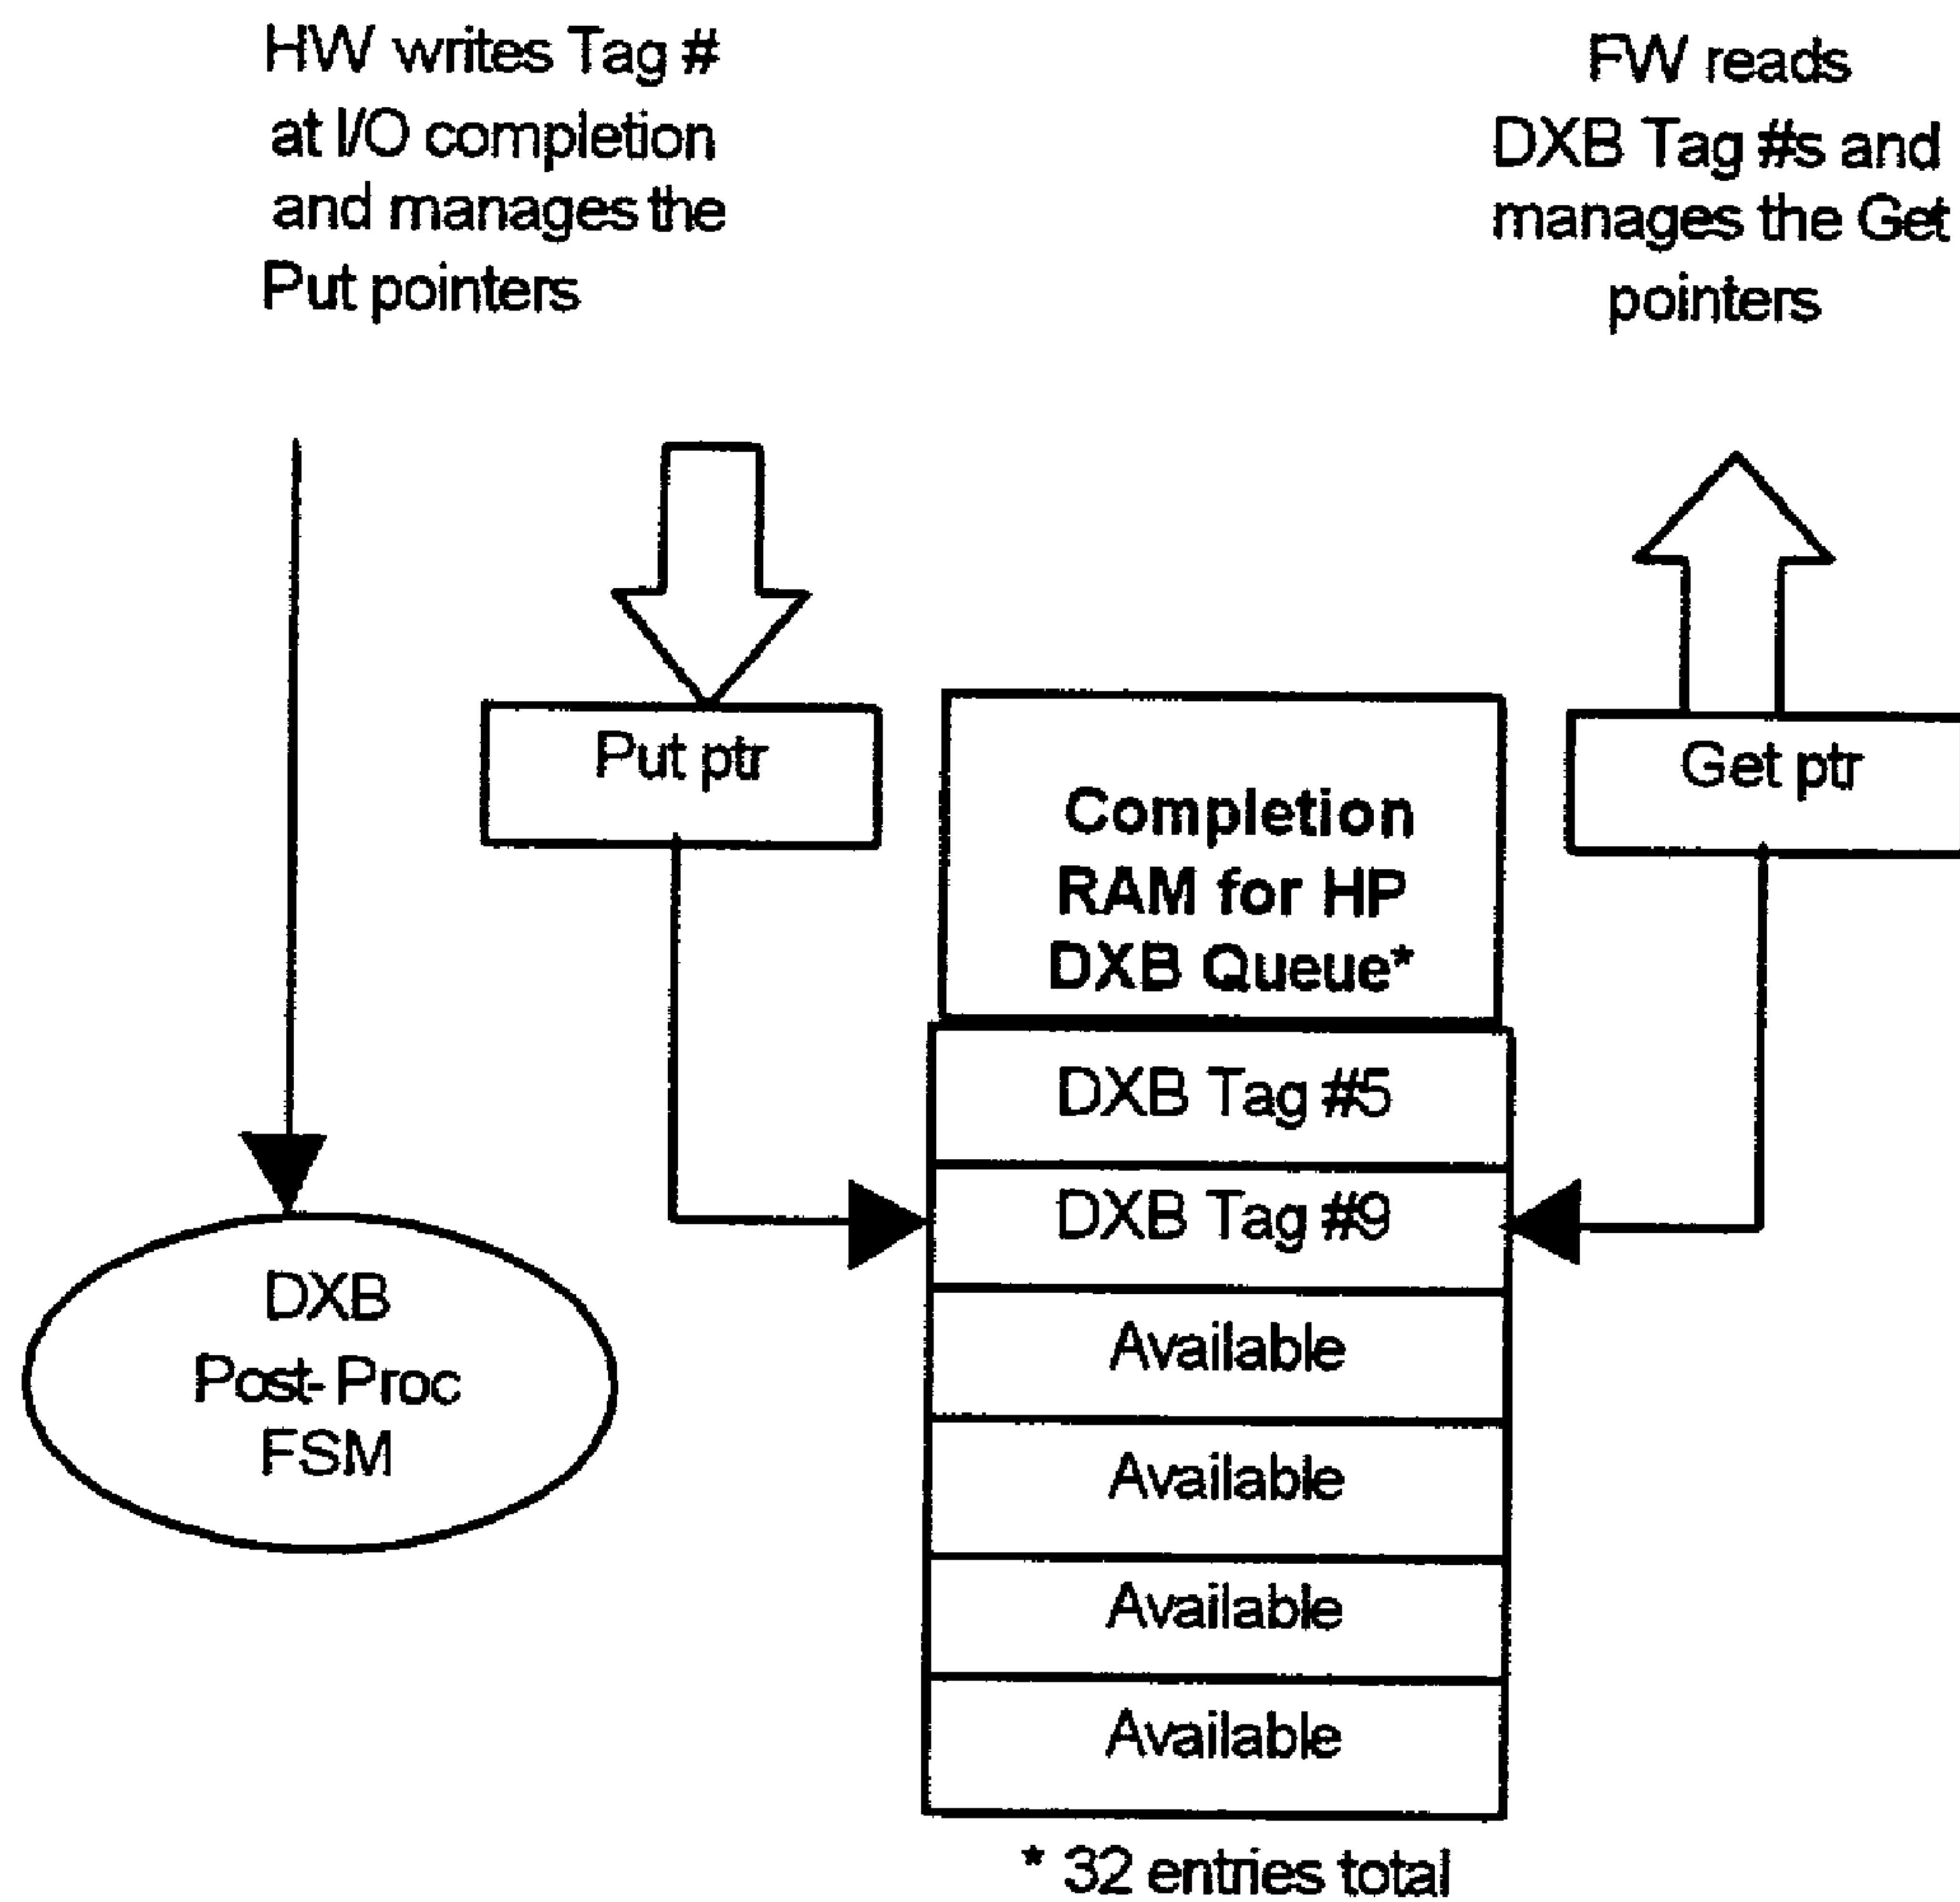 HW writes Tag #
at I/O completion
and manages the
Put pointers
FW reads
DXB Tag #s and
manages the Get
pointers
Put ptr
Get ptr
Completion
RAM for HP
DXB Queue*
DXB Tag #5
DXB Tag #9
Available
Available
Available
Available
DXB
Post-Proc
FSM
* 32 entries total